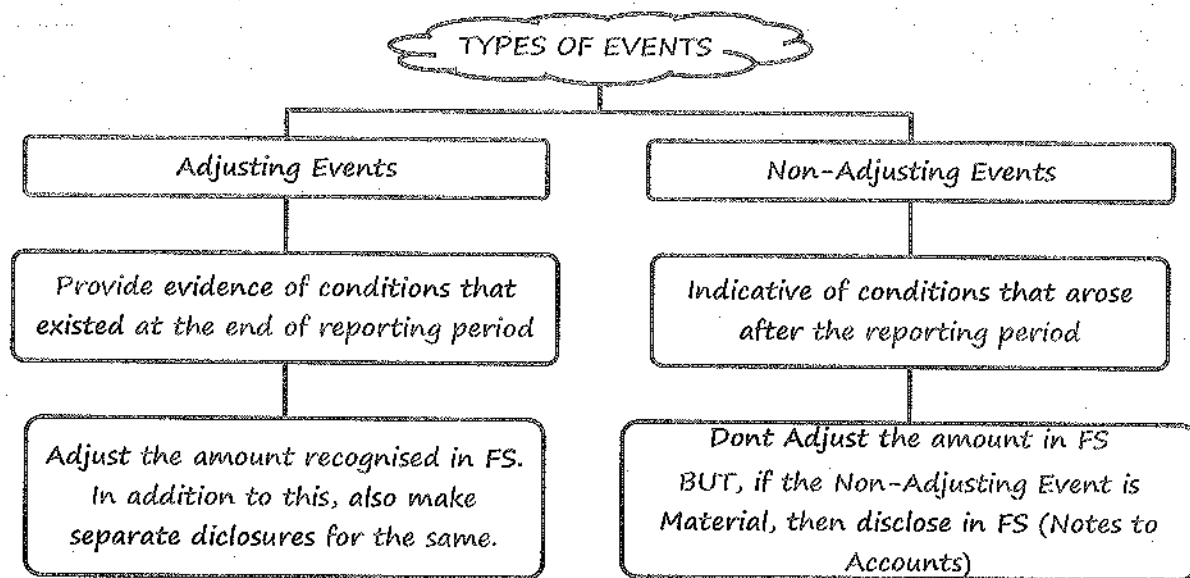 TYPES OF EVENTS
Adjusting Events
Non-Adjusting Events
Provide evidence of conditions that
existed at the end of reporting period
Indicative of conditions that arose
after the reporting period
Adjust the amount recognised in FS.
In addition to this, also make
separate diclosures for the same.
Dont Adjust the amount in FS
BUT, if the Non-Adjusting Event is
Material, then disclose in FS (Notes to
Accounts)